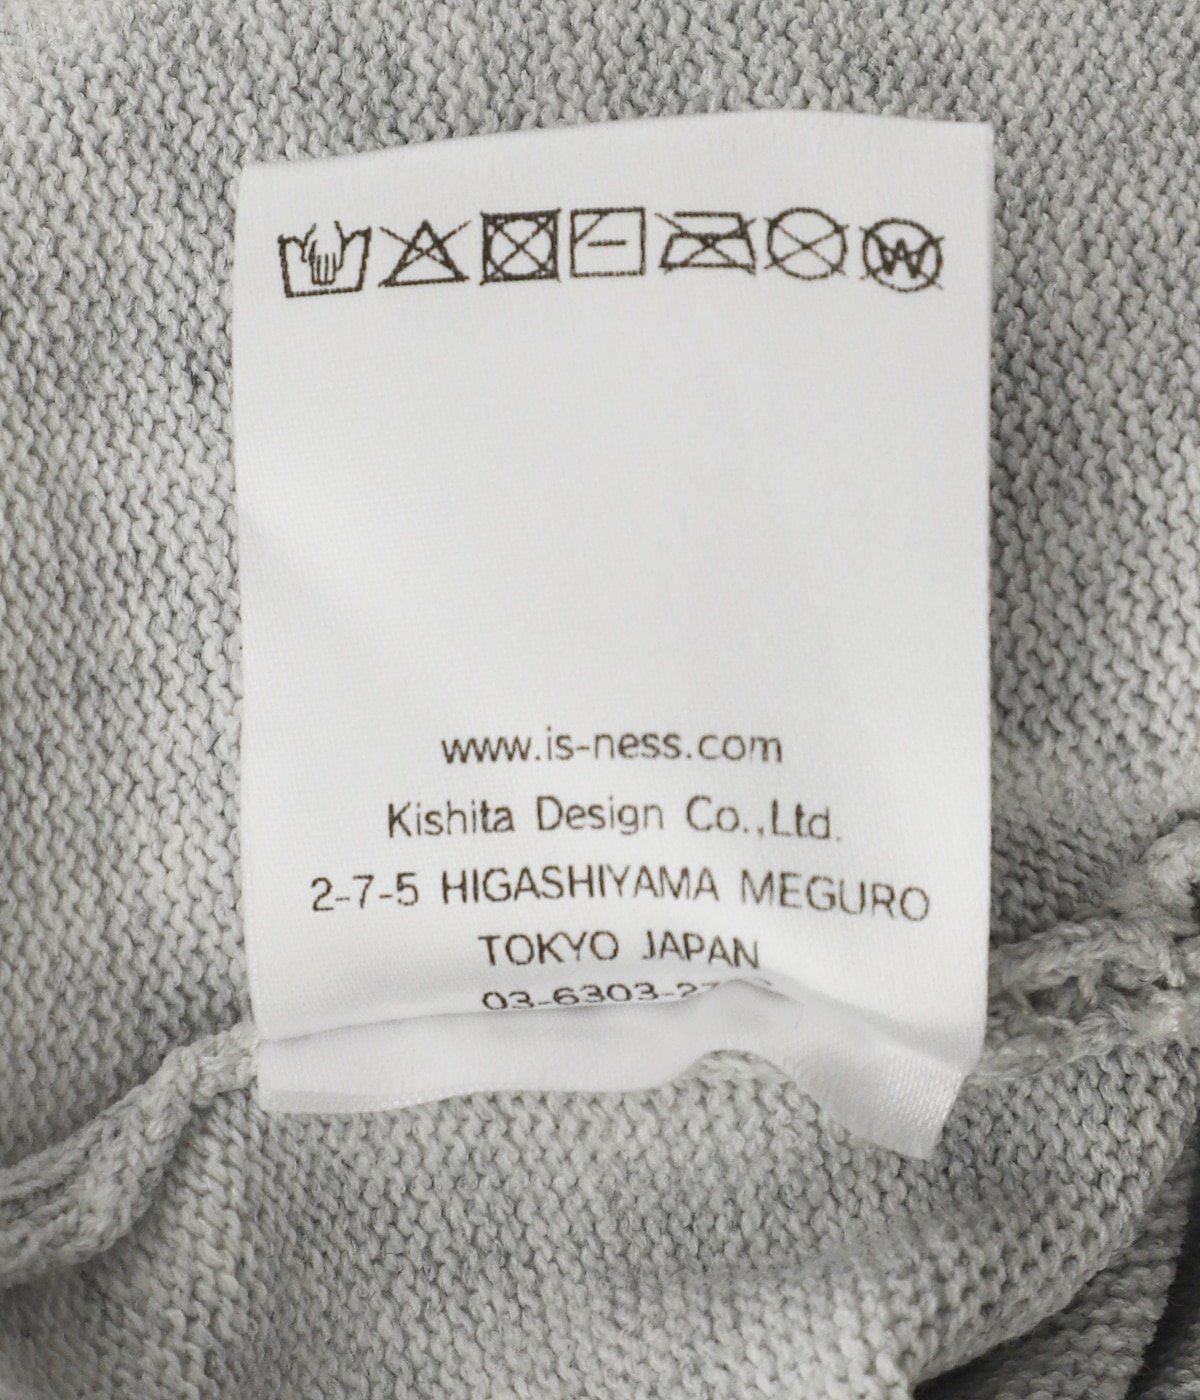 www.is-ness.com
Kishita Design Co.,Ltd.
2-7-5 HIGASHIYAMA MEGURO
TOKYO JAPAN